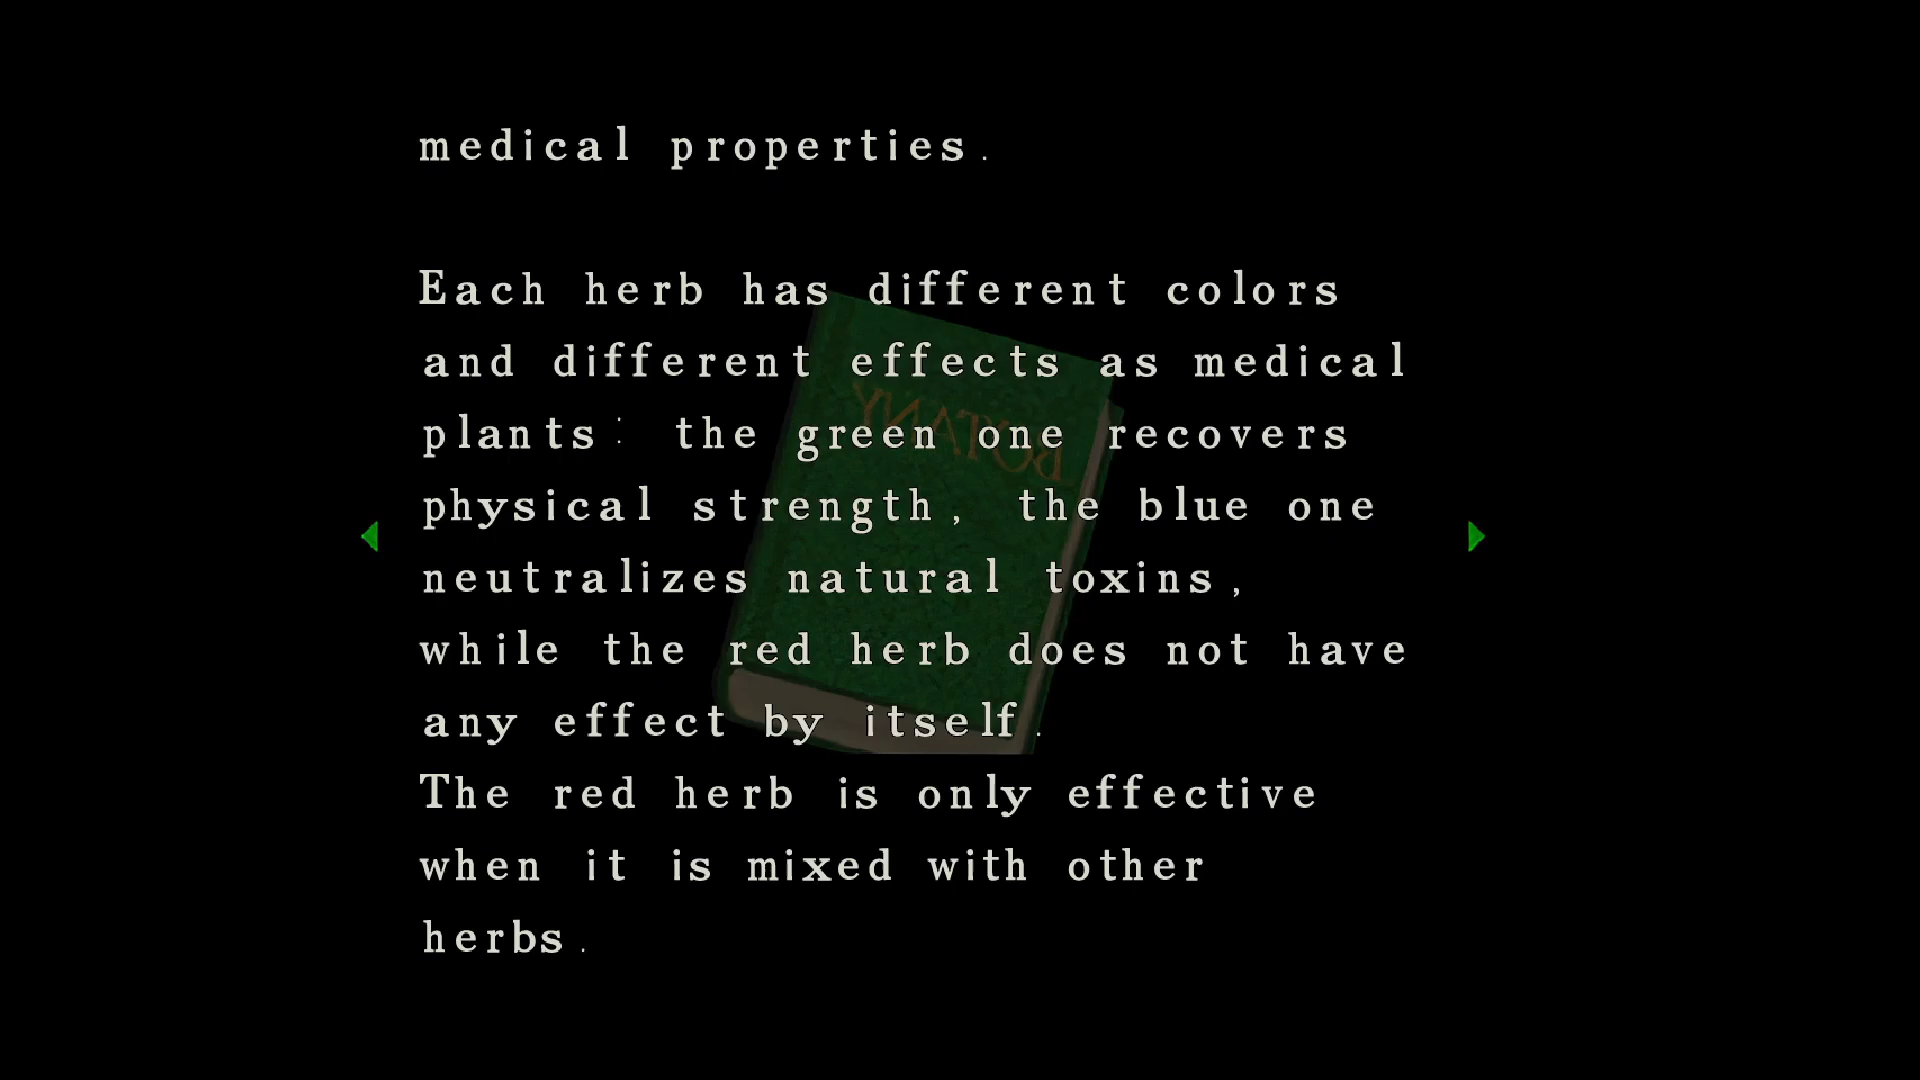 medical properties.
Each herb has different colors
and different effects as medical
plants: the green one recovers
physical strength, the blue one
neutralizes natural toxins,
while the red herb does not have
any effect by itself.
The red herb is only effective
when it is mixed with other
herbs.
BOTANY